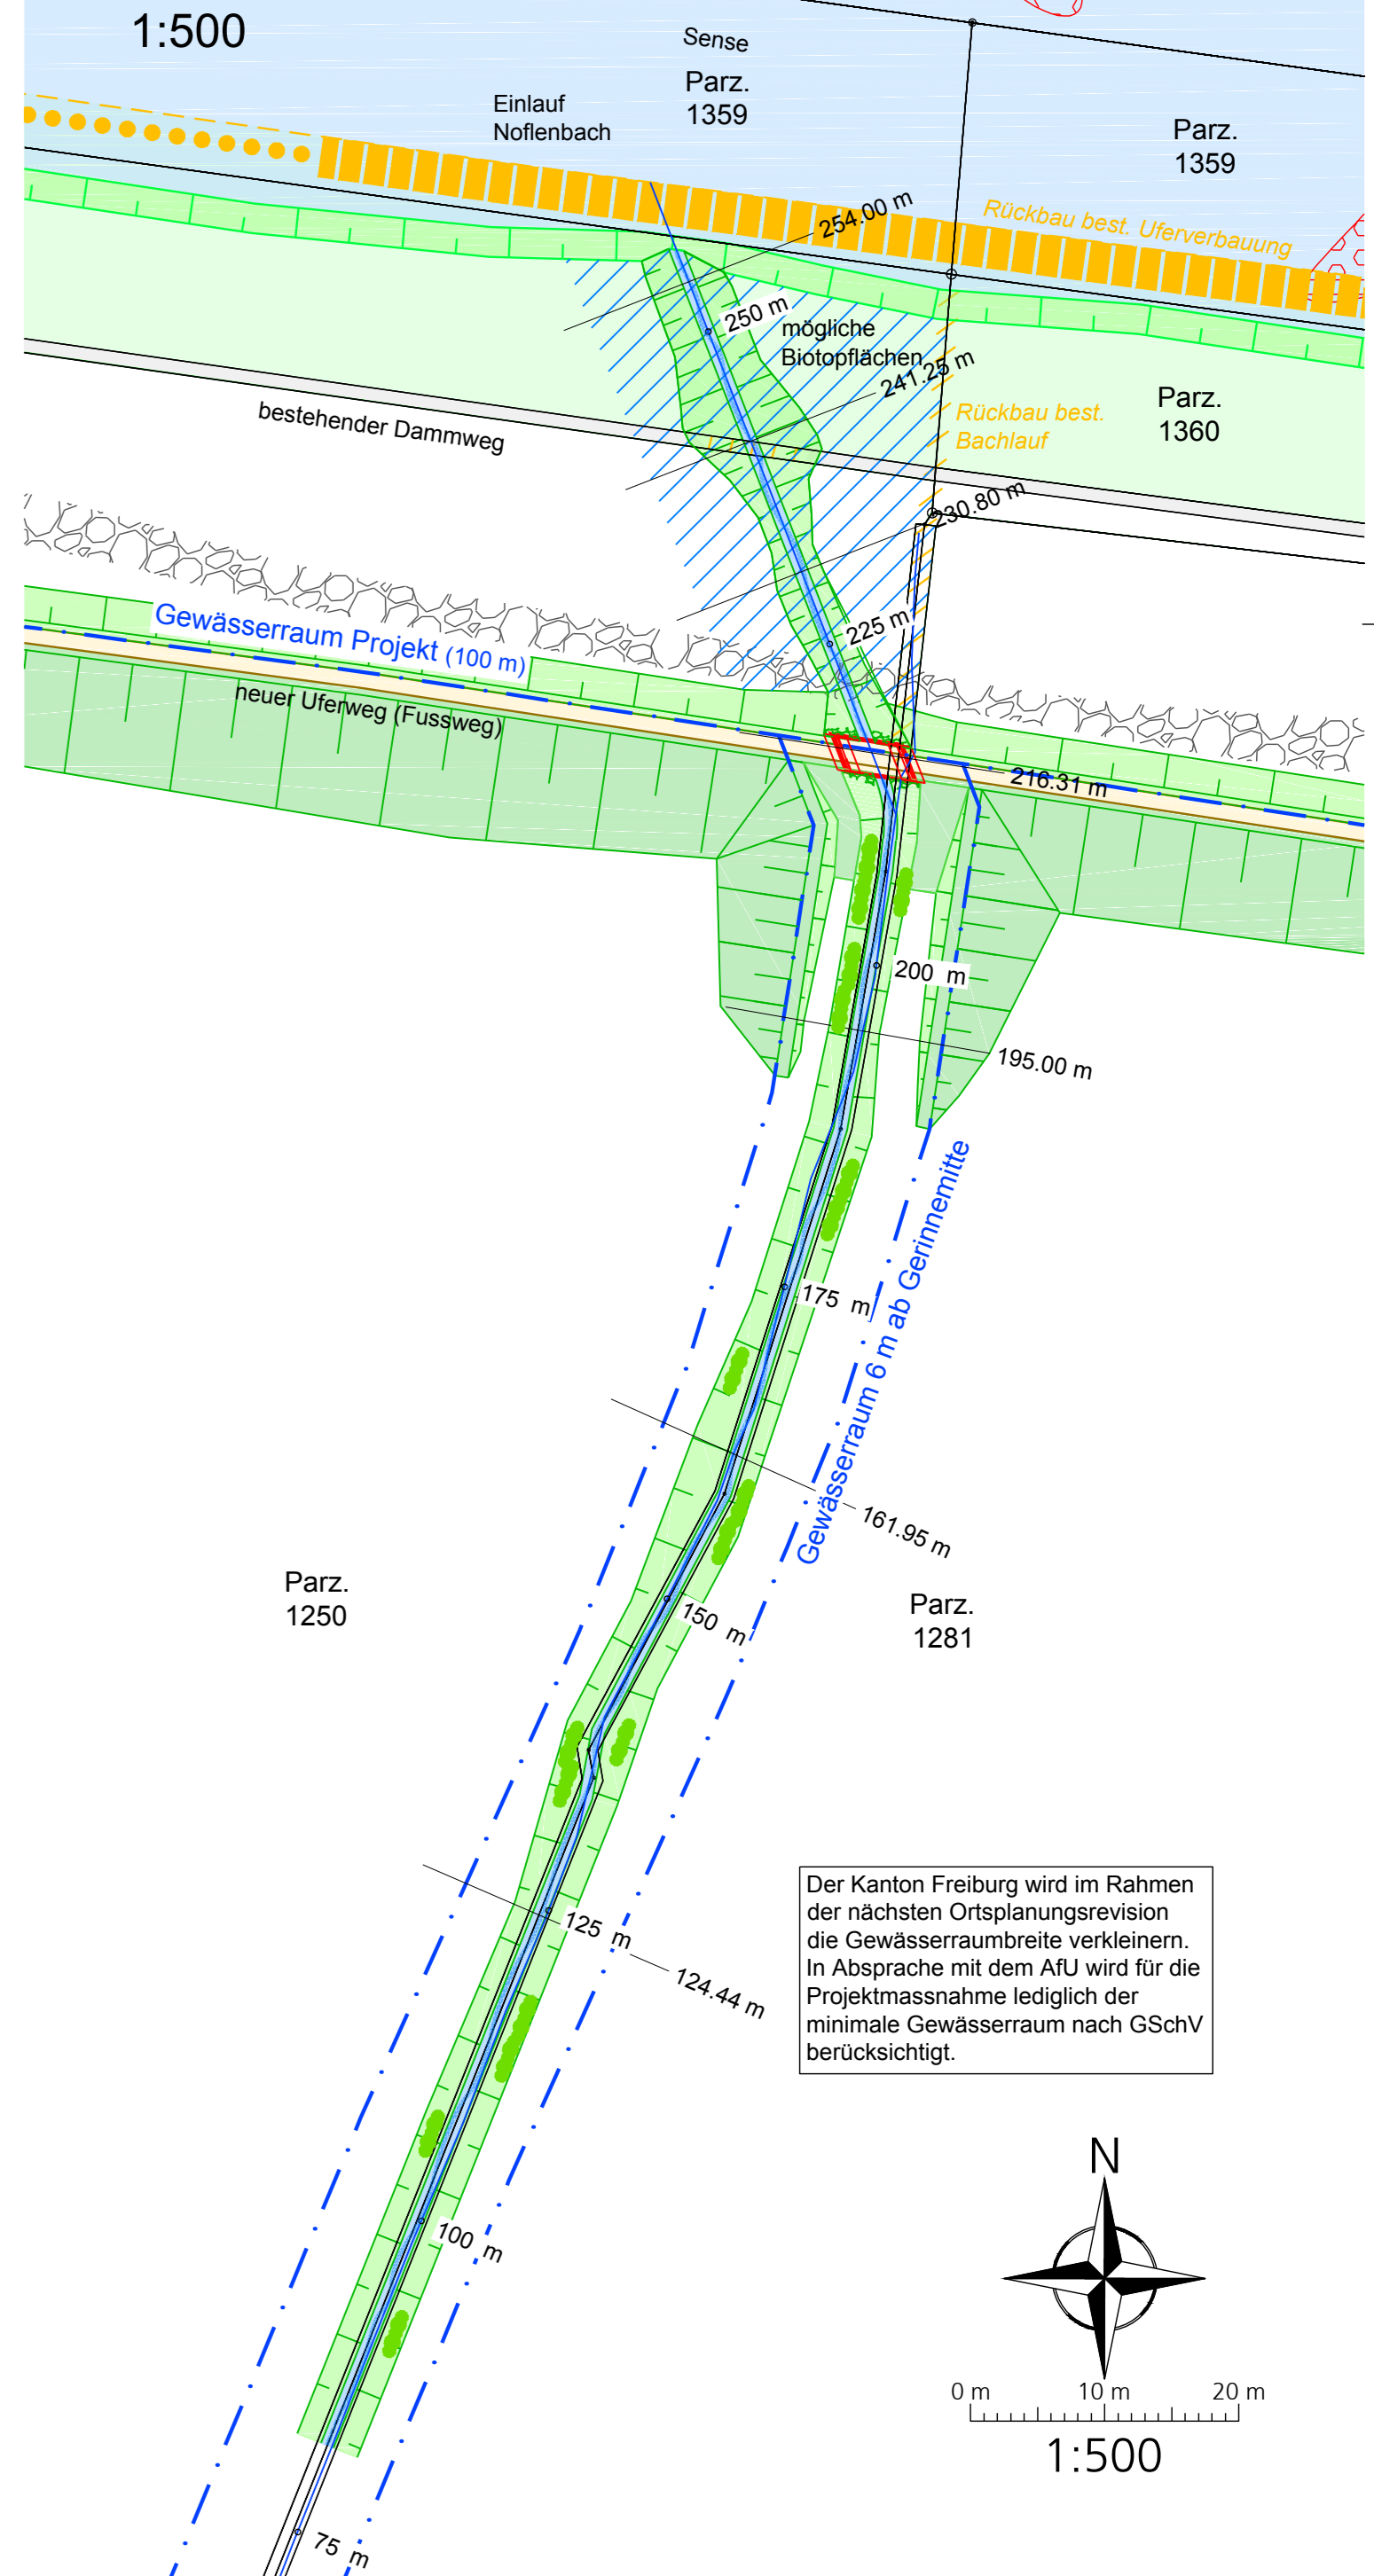 1:500
Sense
Parz.
1359
Einlauf
Noflenbach
Parz.
1359
254.00 m
Rückbau best. Uferverbauung
250 m
mögliche
Biotopflächen
241.25 m
Rückbau best.
Bachlauf
Parz.
1360
bestehender Dammweg
230.80 m
225 m
Gewässerraum Projekt (100 m)
neuer Uferweg (Fussweg)
216.31 m
200 m
195.00 m
Gewässerraum 6 m ab Gerinnemitte
175 m
161.95 m
Parz.
1250
150 m
Parz.
1281
125 m
124.44 m
Der Kanton Freiburg wird im Rahmen
der nächsten Ortsplanungsrevision
die Gewässerraumbreite verkleinern.
In Absprache mit dem AfU wird für die
Projektmassnahme lediglich der
minimale Gewässerraum nach GSchV
berücksichtigt.
N
100 m
0 m 10 m 20 m
1:500
75 m